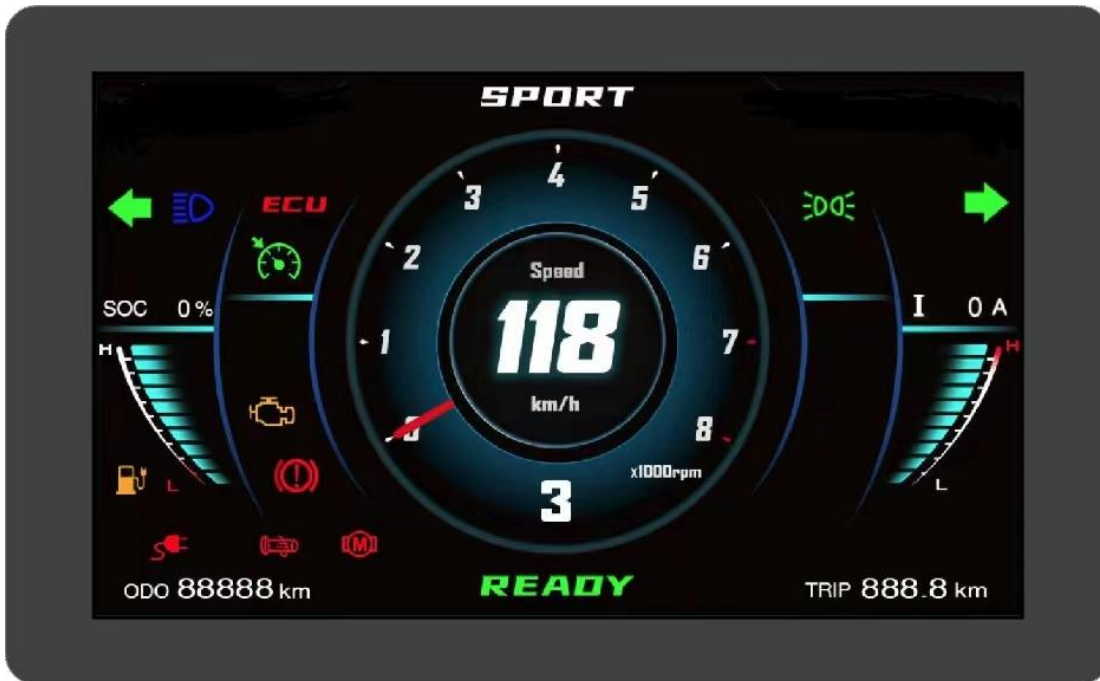 SPORT
4
3
5
ECU
2
6
Speed
SOC 0 %
118
I 0 A
H
1
7
H
km/h
0
8
x1000rpm
L
3
L
M
ODO 88888 km
READY
TRIP 888.8 km